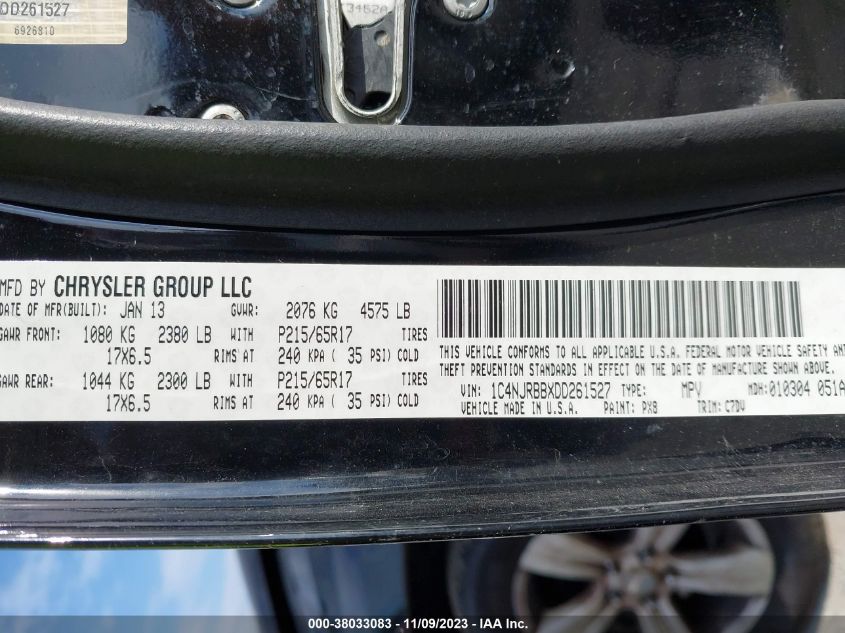 DD261527
6926810
MFD BY CHRYSLER GROUP LLC
DATE OF MFR(BUILT): JAN 13 GVWR: 2076 KG 4575 LB
GAWR FRONT: 1080 KG 2380 LB WITH P215/65R17 TIRES
17X6.5 RIMS AT 240 KPA ( 35 PSI) COLD
GAWR REAR: 1044 KG 2300 LB WITH P215/65R17 TIRES
17X6.5 RIMS AT 240 KPA ( 35 PSI) COLD
THIS VEHICLE CONFORMS TO ALL APPLICABLE U.S.A. FEDERAL MOTOR VEHICLE SAFETY AN
THEFT PREVENTION STANDARDS IN EFFECT ON THE DATE OF MANUFACTURE SHOWN ABOVE.
VIN: 1C4NJRBBXDD261527 TYPE: MPV MDH: 010304 051A
VEHICLE MADE IN U.S.A. PAINT: PX8 TRIM: C7DV
000-38033083 - 11/09/2023 - IAA Inc.